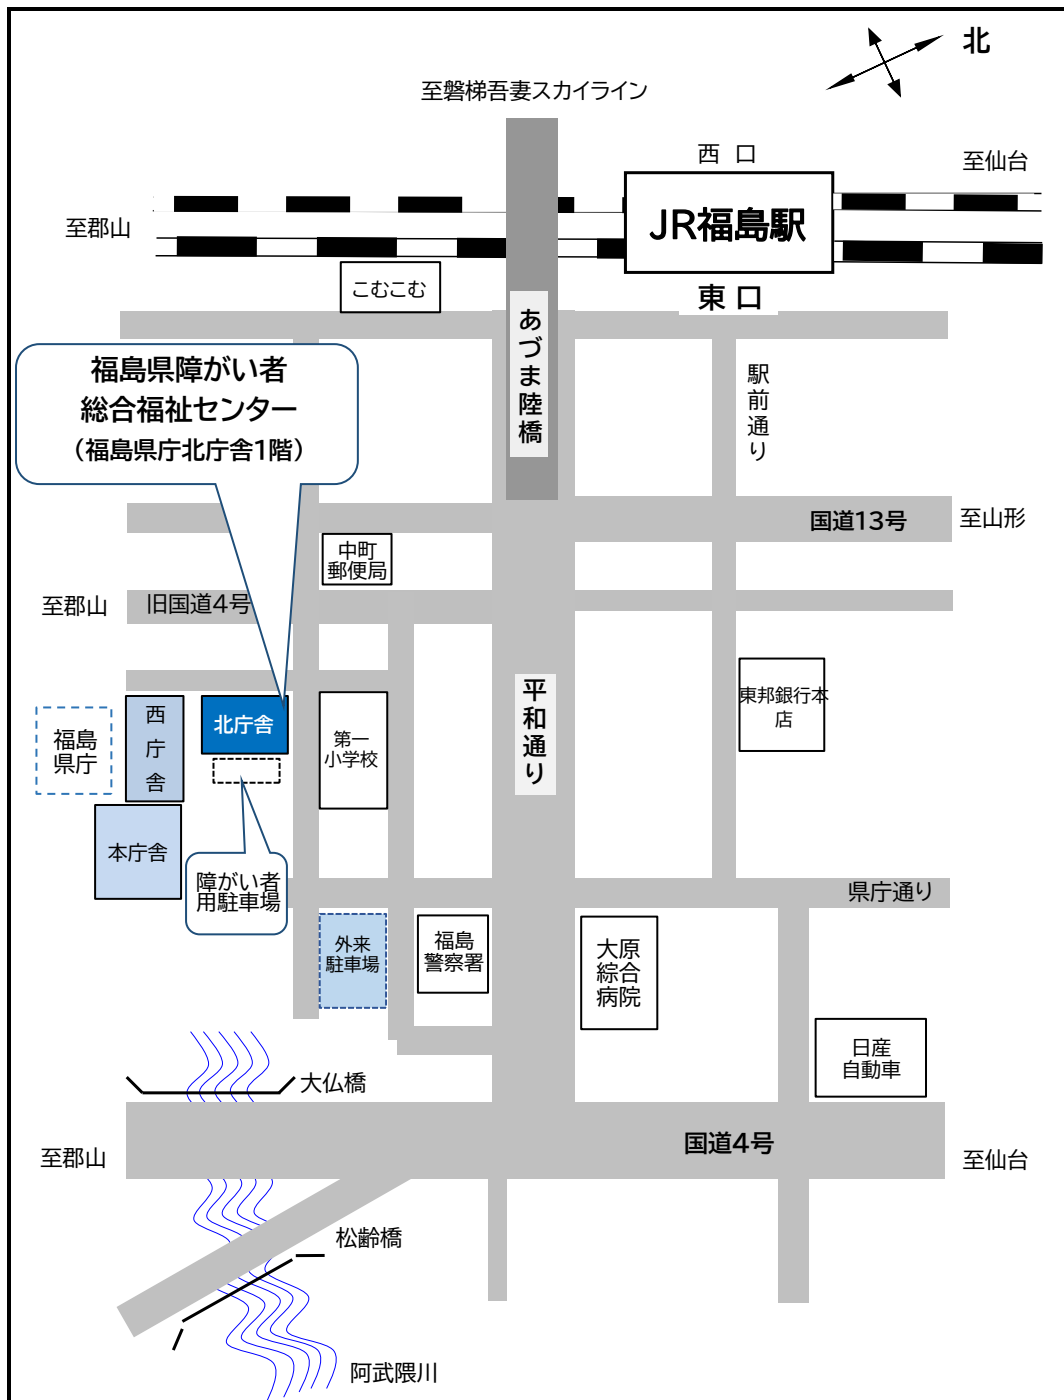 北
至磐梯吾妻スカイライン
西 口
至仙台
至郡山
JR福島駅
こむこむ
東 口
あづま陸橋
福島県障がい者
総合福祉センター
（福島県庁北庁舎1階）
駅前通り
国道13号
至山形
中町
郵便局
至郡山
旧国道4号
平和通り
東邦銀行本
店
福島
県庁
西庁舎
北庁舎
第一
小学校
本庁舎
障がい者
用駐車場
県庁通り
外来
駐車場
福島
警察署
大原
綜合
病院
日産
自動車
大仏橋
至郡山
国道4号
至仙台
松齢橋
阿武隈川